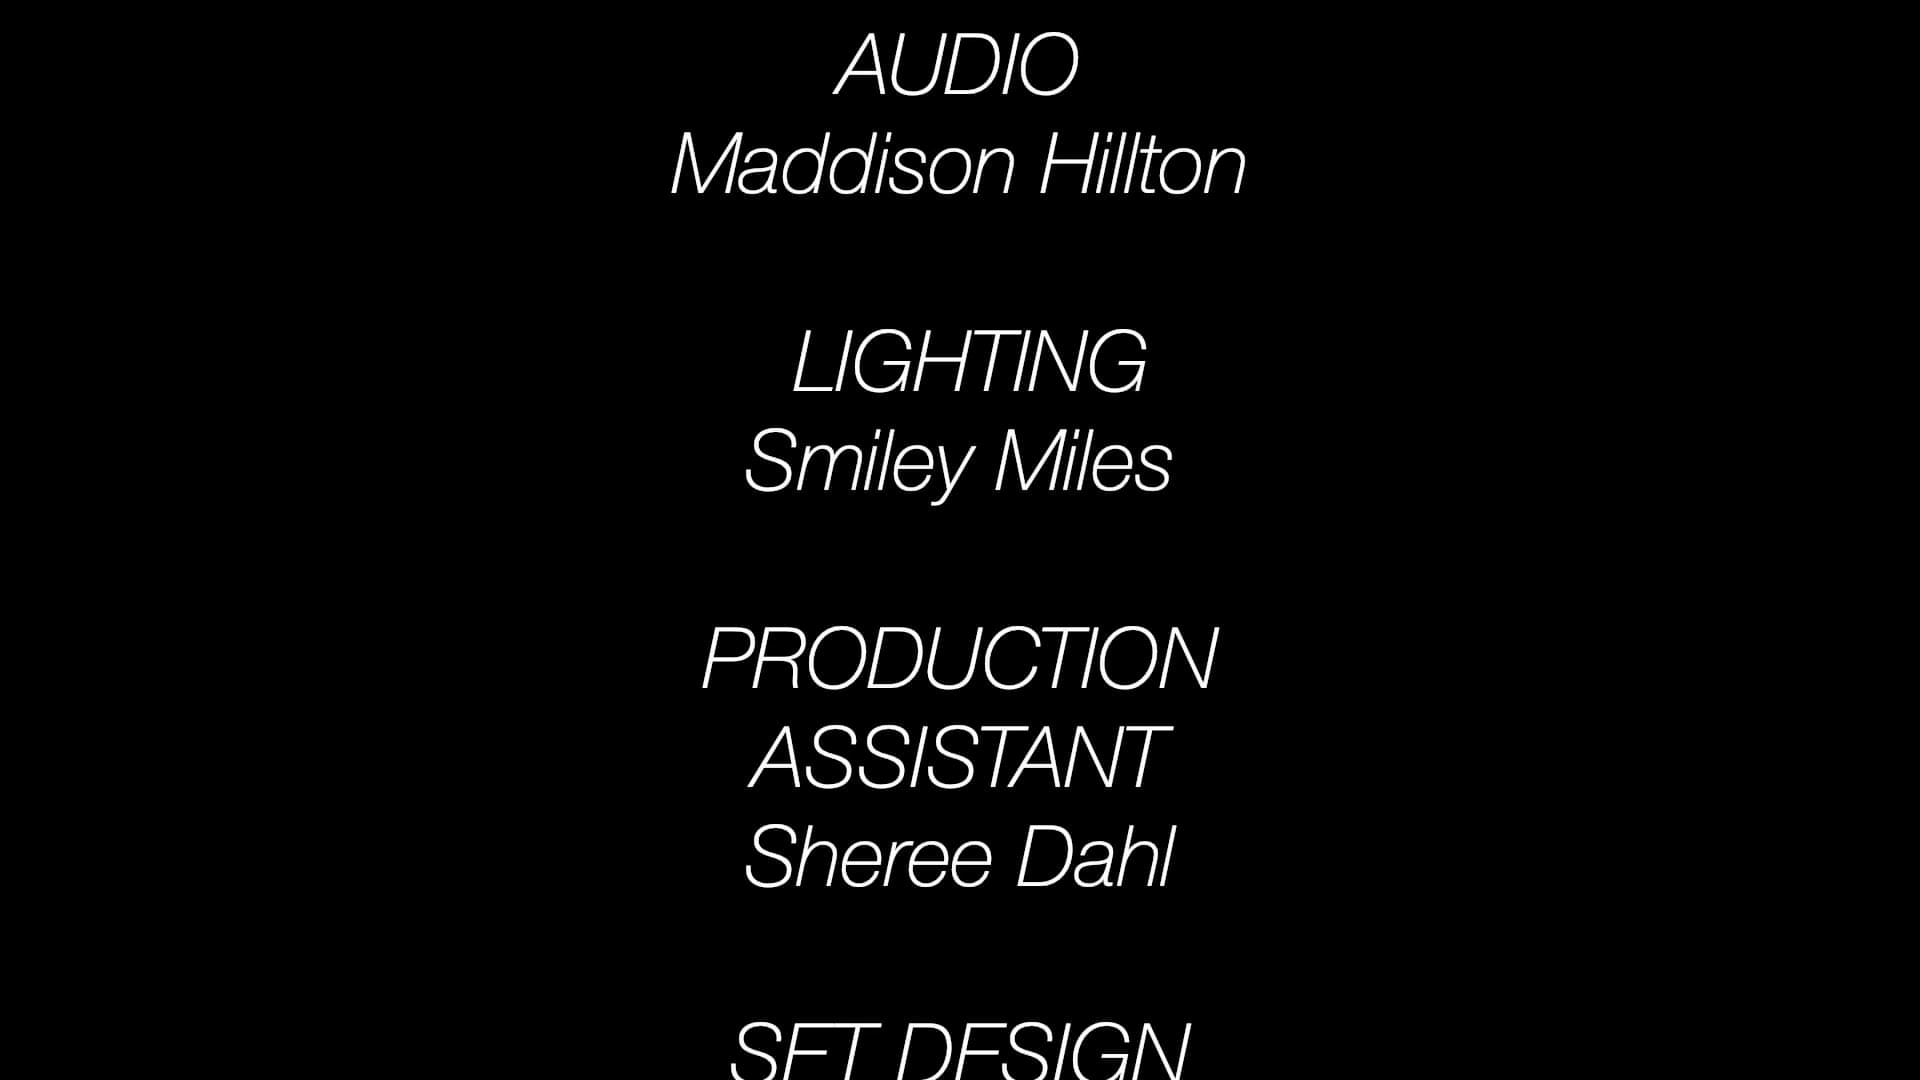 AUDIO
Maddison Hillton
LIGHTING
Smiley Miles
PRODUCTION
ASSISTANT
Sheree Dahl
SET DESIGN